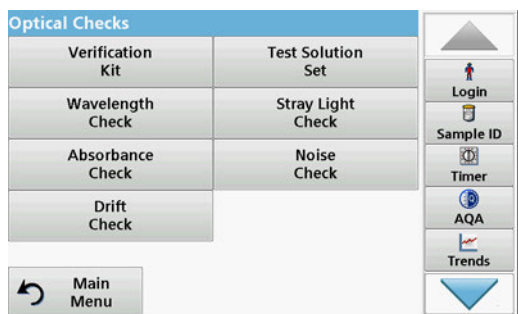 Optical Checks
Verification
Kit
Test Solution
Set
Wavelength
Check
Stray Light
Check
Absorbance
Check
Noise
Check
Drift
Check
Main
Menu
Login
Sample ID
Timer
AQA
Trends